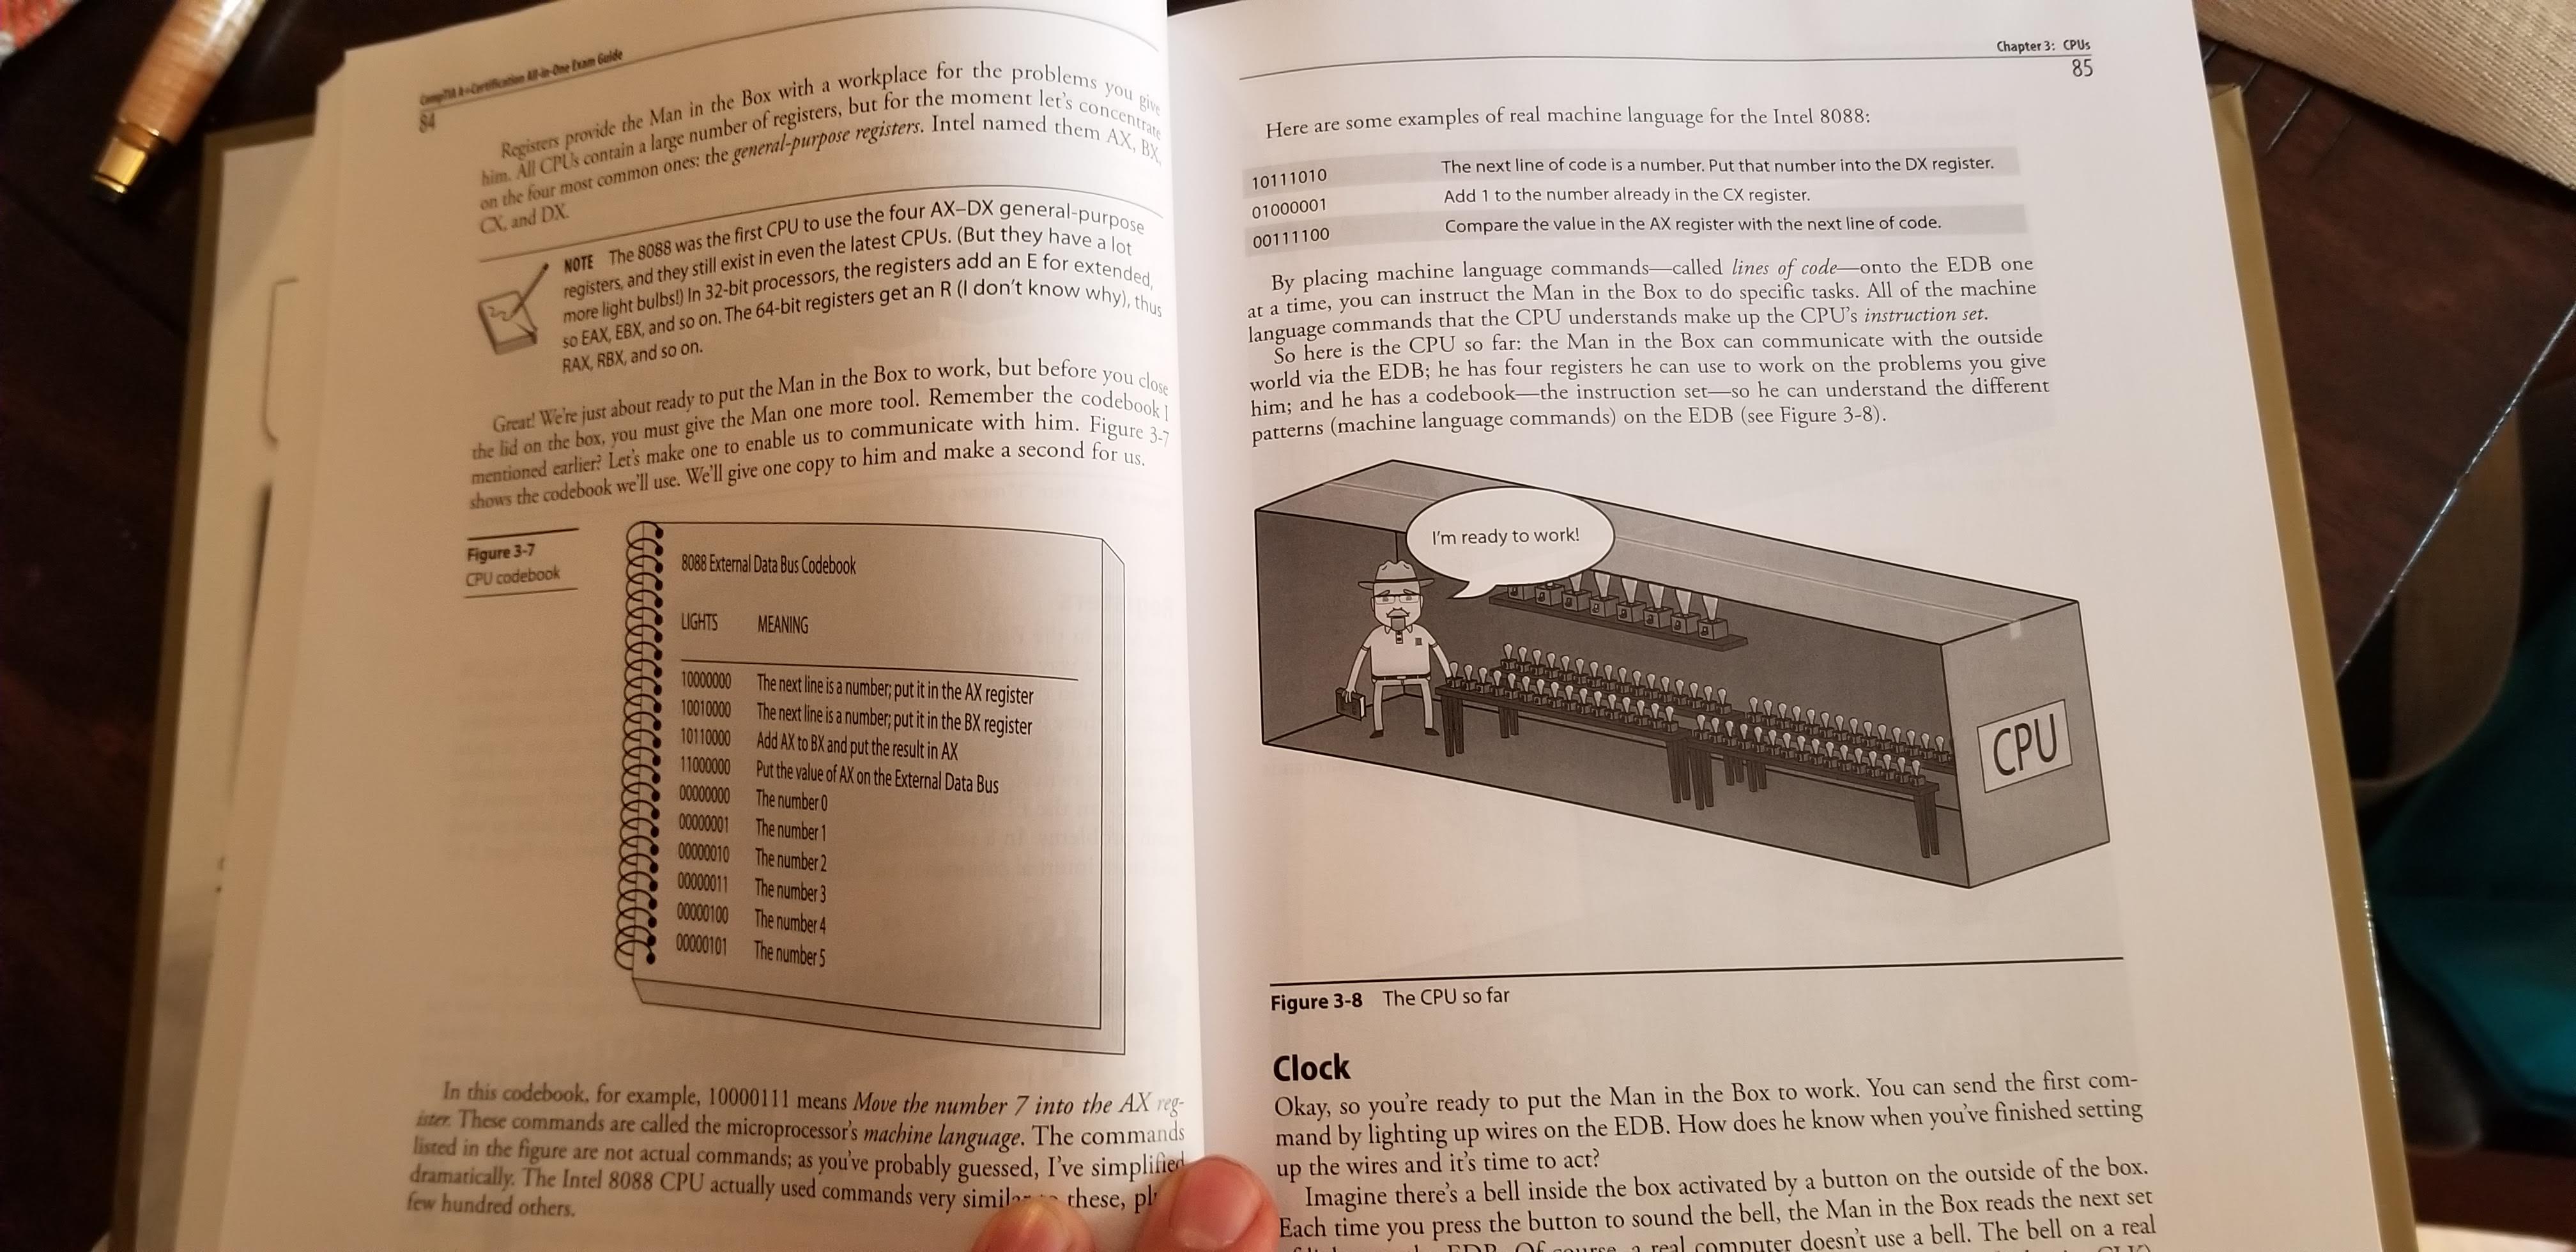 CompTIA A+ Certification All-in-One Exam Guide
84
Registers provide the Man in the Box with a workplace for the problems you give
him. All CPUs contain a large number of registers, but for the moment let's concentrate
on the four most common ones: the general-purpose registers. Intel named them AX, BX,
CX, and DX.
NOTE The 8088 was the first CPU to use the four AX–DX general-purpose
registers, and they still exist in even the latest CPUs. (But they have a lot
more light bulbs!) In 32-bit processors, the registers add an E for extended,
so EAX, EBX, and so on. The 64-bit registers get an R (I don't know why), thus
RAX, RBX, and so on.
Great! We're just about ready to put the Man in the Box to work, but before you close
the lid on the box, you must give the Man one more tool. Remember the codebook I
mentioned earlier? Let's make one to enable us to communicate with him. Figure 3-7
shows the codebook we'll use. We'll give one copy to him and make a second for us.
Figure 3-7
CPU codebook
8088 External Data Bus Codebook
LIGHTS MEANING
10000000 The next line is a number; put it in the AX register
10010000 The next line is a number; put it in the BX register
10110000 Add AX to BX and put the result in AX
11000000 Put the value of AX on the External Data Bus
00000000 The number 0
00000001 The number 1
00000010 The number 2
00000011 The number 3
00000100 The number 4
00000101 The number 5
In this codebook, for example, 10000111 means Move the number 7 into the AX reg-
ister. These commands are called the microprocessor's machine language. The commands
listed in the figure are not actual commands; as you've probably guessed, I've simplified
dramatically. The Intel 8088 CPU actually used commands very similar these,
few hundred others.
Chapter 3: CPUs
85
Here are some examples of real machine language for the Intel 8088:
10111010 The next line of code is a number. Put that number into the DX register.
01000001 Add 1 to the number already in the CX register.
00111100 Compare the value in the AX register with the next line of code.
By placing machine language commands—called lines of code—onto the EDB one
at a time, you can instruct the Man in the Box to do specific tasks. All of the machine
language commands that the CPU understands make up the CPU's instruction set.
So here is the CPU so far: the Man in the Box can communicate with the outside
world via the EDB; he has four registers he can use to work on the problems you give
him; and he has a codebook—the instruction set—so he can understand the different
patterns (machine language commands) on the EDB (see Figure 3-8).
I'm ready to work!
CPU
Figure 3-8 The CPU so far
Clock
Okay, so you're ready to put the Man in the Box to work. You can send the first com-
mand by lighting up wires on the EDB. How does he know when you've finished setting
up the wires and it's time to act?
Imagine there's a bell inside the box activated by a button on the outside of the box.
Each time you press the button to sound the bell, the Man in the Box reads the next set
EDB. Of course, a real computer doesn't use a bell. The bell on a real